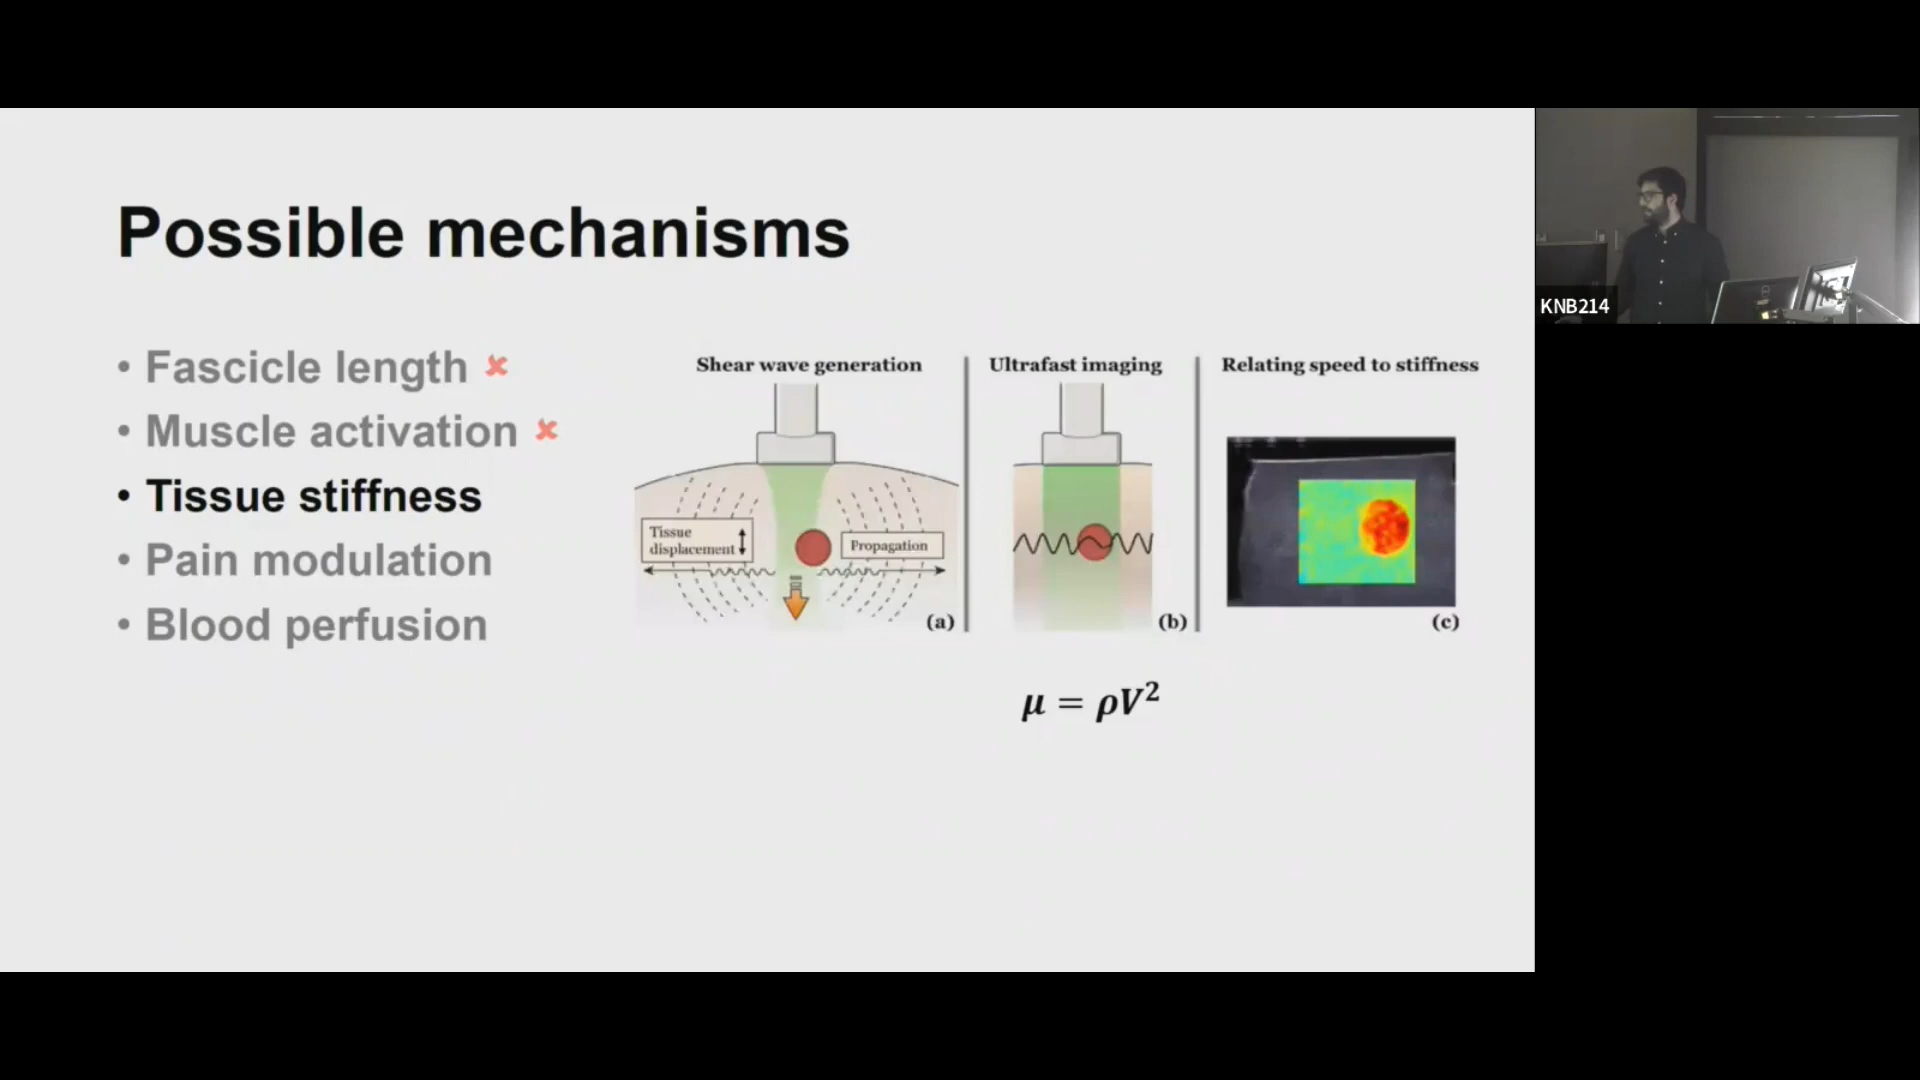 Possible mechanisms
• Fascicle length ✘
• Muscle activation ✘
• Tissue stiffness
• Pain modulation
• Blood perfusion
Shear wave generation
Tissue
displacement
Propagation
(a)
Ultrafast imaging
(b)
Relating speed to stiffness
(c)
μ = ρV²
KNB214